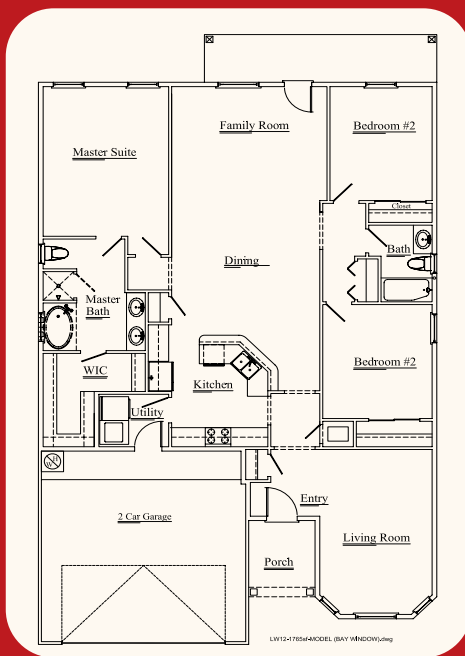 Family Room
Bedroom #2
Master Suite
Closet
Bath
Dining
Master
Bath
WIC
Bedroom #2
Kitchen
Utility
W
H
2 Car Garage
Entry
Living Room
Porch
LW12-1765sf-MODEL (BAY WINDOW).dwg